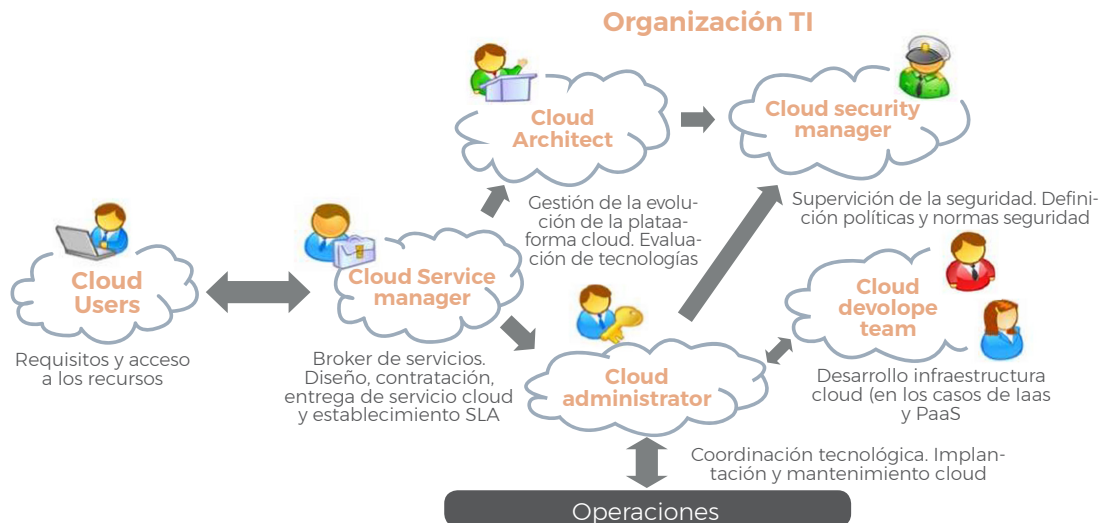 Organización TI
Cloud
Architect
Cloud security
manager
Gestión de la evolu-
ción de la plataa-
forma cloud. Evalua-
ción de tecnologías
Supervición de la seguridad. Defini-
ción políticas y normas seguridad
Cloud
Users
Requisitos y acceso
a los recursos
Cloud Service
manager
Broker de servicios.
Diseño, contratación,
entrega de servicio cloud
y establecimiento SLA
Cloud
devolope
team
Desarrollo infraestructura
cloud (en los casos de Iaas
y PaaS
Cloud
administrator
Coordinación tecnológica. Implan-
tación y mantenimiento cloud
Operaciones